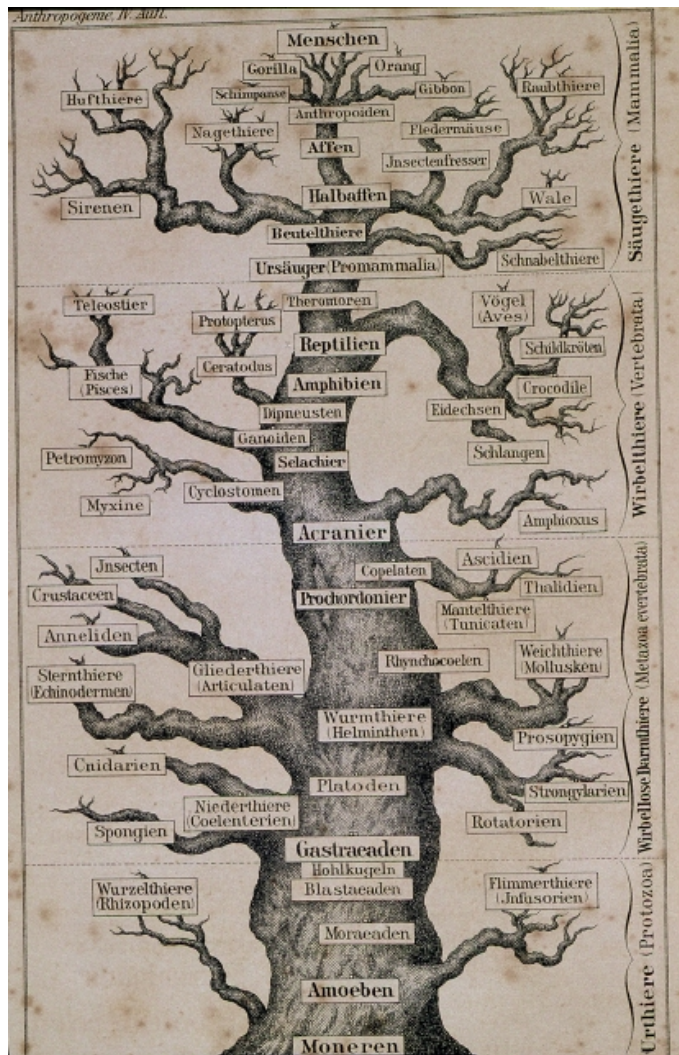 Anthropogenie, IV. Aufl.
Menschen
Gorilla
Orang
Schimpanse
Gibbon
Raubthiere
Hufthiere
Anthropoiden
Nagethiere
Fledermäuse
Affen
Jnsectenfresser
Halbaffen
Wale
Sirenen
Beutelthiere
Schnabelthiere
Ursäuger (Promammalia)
Säugethiere (Mammalia)
Teleostier
Theromoren
Vögel
(Aves)
Protopterus
Reptilien
Schildkröten
Ceratodus
Fische
(Pisces)
Amphibien
Crocodile
Dipneusten
Eidechsen
Ganoiden
Schlangen
Petromyzon
Selachier
Cyclostomen
Myxine
Amphioxus
Acranier
Wirbelthiere (Vertebrata)
Jnsecten
Ascidien
Copelaten
Crustaceen
Thalidien
Prochordonier
Mantelthiere
(Tunicaten)
Anneliden
Weichthiere
(Mollusken)
Rhynchocoelen
Gliederthiere
(Articulaten)
Sternthiere
(Echinodermen)
Wurmthiere
(Helminthen)
Prosopygien
Cnidarien
Platoden
Strongylarien
Niederthiere
(Coelenterien)
Rotatorien
Spongien
Gastraeaden
Wirbellose Darmthiere (Metazoa evertebrata)
Hohlkugeln
Blastaeaden
Wurzelthiere
(Rhizopoden)
Flimmerthiere
(Jnfusorien)
Moraeaden
Amoeben
Moneren
Urthiere (Protozoa)